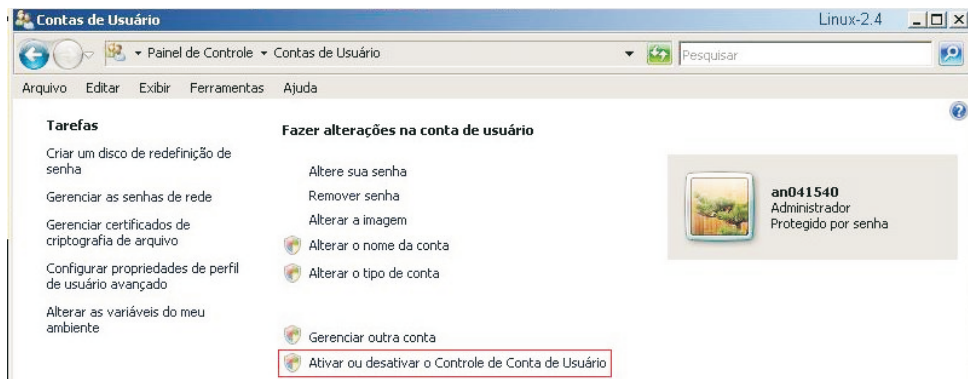 Contas de Usuário
Linux-2.4
Painel de Controle
Contas de Usuário
Pesquisar
Arquivo Editar Exibir Ferramentas Ajuda
Tarefas
Criar um disco de redefinição de
senha
Gerenciar as senhas de rede
Gerenciar certificados de
criptografia de arquivo
Configurar propriedades de perfil
de usuário avançado
Alterar as variáveis do meu
ambiente
Fazer alterações na conta de usuário
Altere sua senha
Remover senha
Alterar a imagem
Alterar o nome da conta
Alterar o tipo de conta
Gerenciar outra conta
Ativar ou desativar o Controle de Conta de Usuário
an041540
Administrador
Protegido por senha